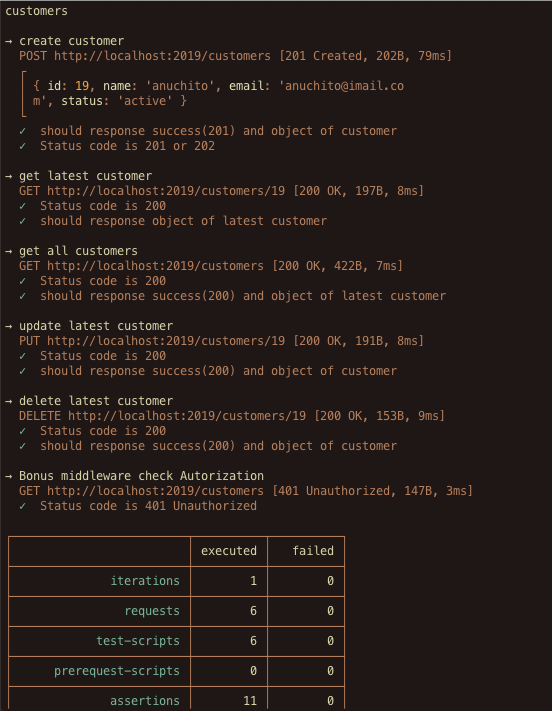 customers
→ create customer
POST http://localhost:2019/customers [201 Created, 202B, 79ms]
{ id: 19, name: 'anuchito', email: 'anuchito@imail.co
m', status: 'active' }
✓ should response success(201) and object of customer
✓ Status code is 201 or 202
→ get latest customer
GET http://localhost:2019/customers/19 [200 OK, 197B, 8ms]
✓ Status code is 200
✓ should response object of latest customer
→ get all customers
GET http://localhost:2019/customers [200 OK, 422B, 7ms]
✓ Status code is 200
✓ should response success(200) and object of latest customer
→ update latest customer
PUT http://localhost:2019/customers/19 [200 OK, 191B, 8ms]
✓ Status code is 200
✓ should response success(200) and object of customer
→ delete latest customer
DELETE http://localhost:2019/customers/19 [200 OK, 153B, 9ms]
✓ Status code is 200
✓ should response success(200) and object of customer
→ Bonus middleware check Autorization
GET http://localhost:2019/customers [401 Unauthorized, 147B, 3ms]
✓ Status code is 401 Unauthorized
executed failed
iterations 1 0
requests 6 0
test-scripts 6 0
prerequest-scripts 0 0
assertions 11 0